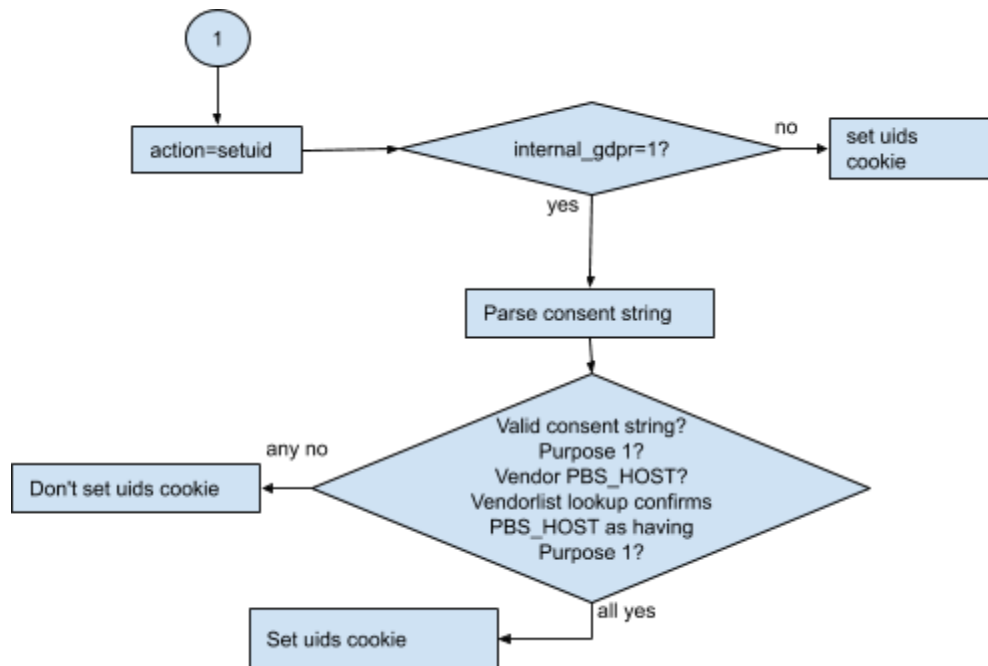 1
action=setuid
internal_gdpr=1?
no
set uids
cookie
yes
Parse consent string
Valid consent string?
Purpose 1?
Vendor PBS_HOST?
Vendorlist lookup confirms
PBS_HOST as having
Purpose 1?
any no
Don't set uids cookie
all yes
Set uids cookie